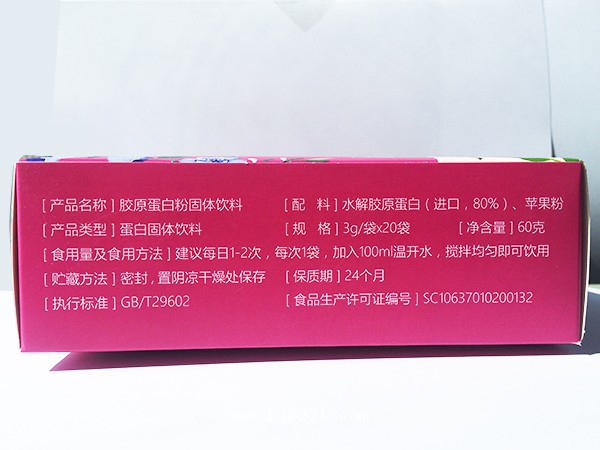 [ 产品名称 ] 胶原蛋白粉固体饮料 [ 配 料 ] 水解胶原蛋白（进口，80%）、苹果粉
[ 产品类型 ] 蛋白固体饮料 [ 规 格 ] 3g/袋x20袋 [ 净含量 ] 60克
[ 食用量及食用方法 ] 建议每日1-2次，每次1袋，加入100ml温开水，搅拌均匀即可饮用
[ 贮藏方法 ] 密封，置阴凉干燥处保存 [ 保质期 ] 24个月
[ 执行标准 ] GB/T29602 [ 食品生产许可证编号 ] SC10637010200132